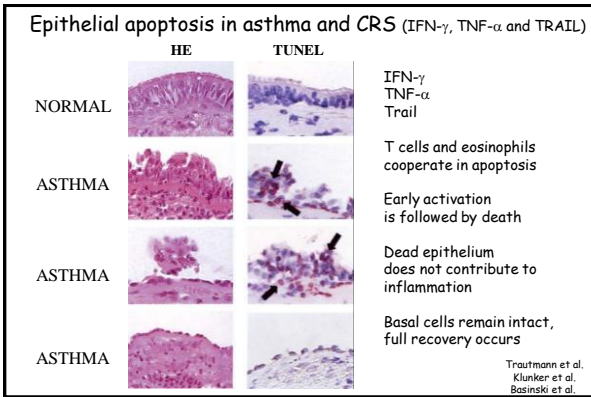 Epithelial apoptosis in asthma and CRS (IFN-γ, TNF-α and TRAIL)
HE TUNEL
NORMAL
ASTHMA
ASTHMA
ASTHMA
IFN-γ
TNF-α
Trail
T cells and eosinophils
cooperate in apoptosis
Early activation
is followed by death
Dead epithelium
does not contribute to
inflammation
Basal cells remain intact,
full recovery occurs
Trautmann et al.
Klunker et al.
Basinski et al.